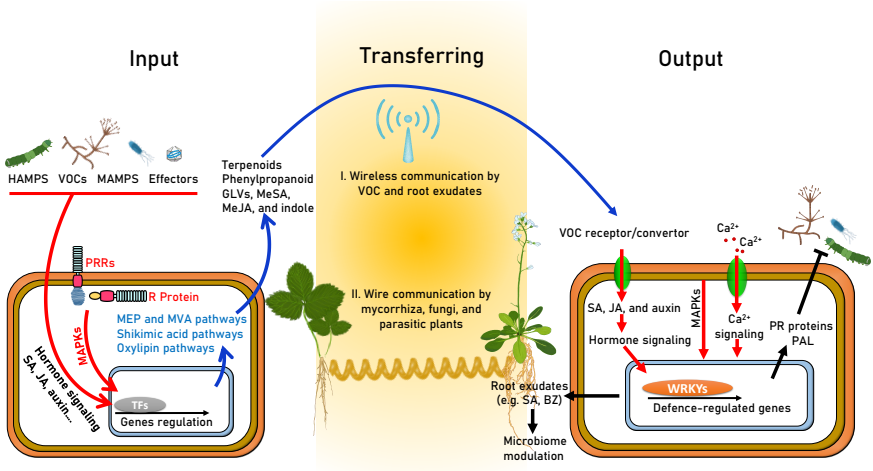 Input
Transferring
Output
HAMPS VOCs MAMPS Effectors
PRRs
R Protein
MAPKs
Hormone signaling
SA, JA, auxin....
MEP and MVA pathways
Shikimic acid pathways
Oxylipin pathways
TFs
Genes regulation
Terpenoids
Phenylpropanoid
GLVs, MeSA,
MeJA, and indole
I. Wireless communication by
VOC and root exudates
II. Wire communication by
mycorrhiza, fungi, and
parasitic plants
VOC receptor/convertor
Ca²⁺
Ca²⁺
SA, JA, and auxin
Hormone signaling
MAPKs
Ca²⁺
signaling
PR proteins
PAL
WRKYs
Defence-regulated genes
Root exudates
(e.g. SA, BZ)
Microbiome
modulation